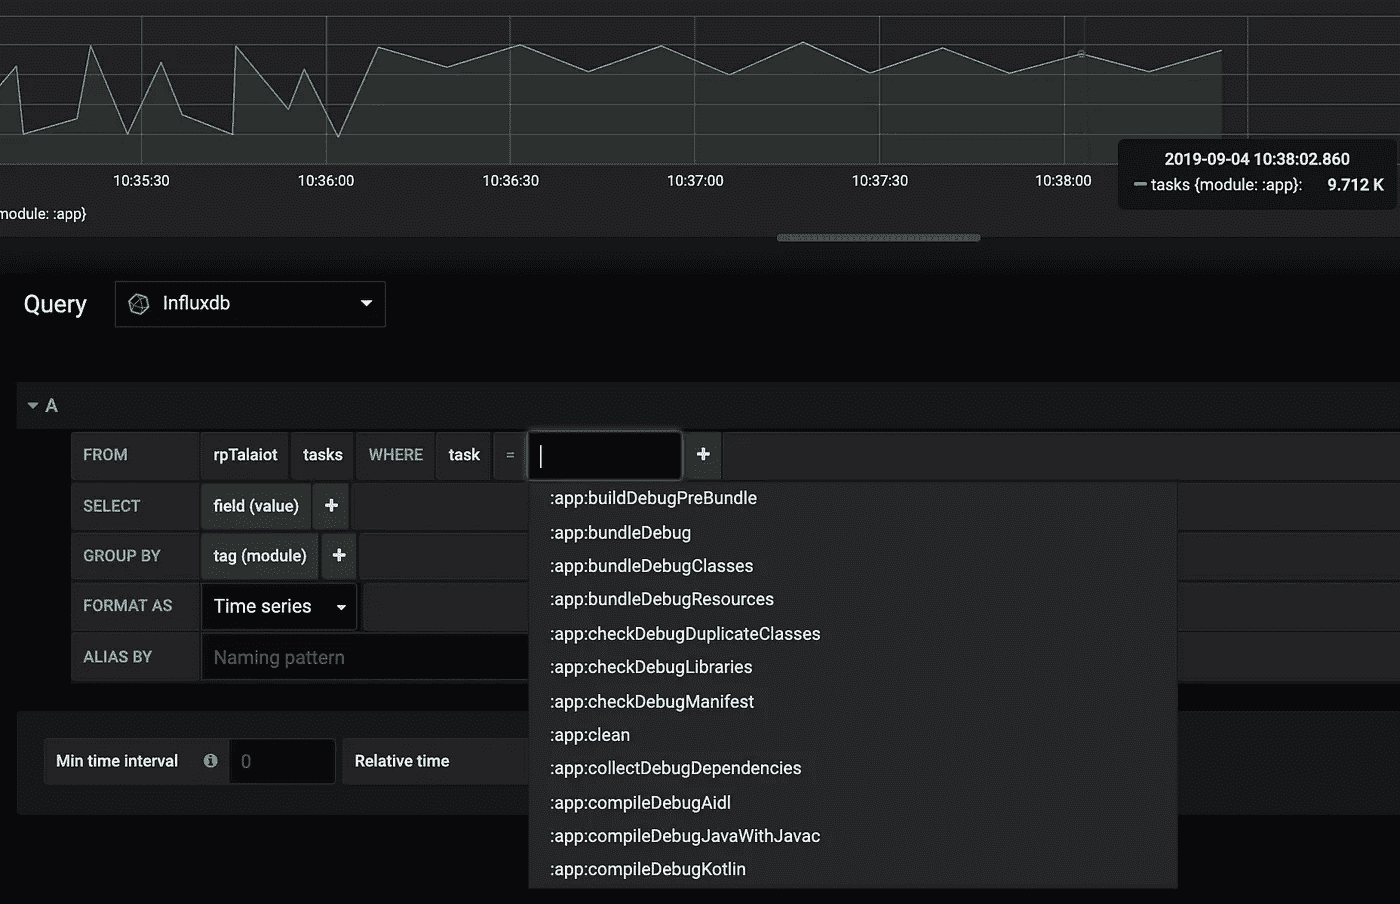 10:35:30 10:36:00 10:36:30 10:37:00 10:37:30 10:38:00
2019-09-04 10:38:02.860
tasks {module: :app}: 9.712 K
module: :app}
Query Influxdb
A
FROM rpTalaiot tasks WHERE task = +
SELECT field (value) +
GROUP BY tag (module) +
FORMAT AS Time series
ALIAS BY Naming pattern
:app:buildDebugPreBundle
:app:bundleDebug
:app:bundleDebugClasses
:app:bundleDebugResources
:app:checkDebugDuplicateClasses
:app:checkDebugLibraries
:app:checkDebugManifest
:app:clean
:app:collectDebugDependencies
:app:compileDebugAidl
:app:compileDebugJavaWithJavac
:app:compileDebugKotlin
Min time interval 0 Relative time